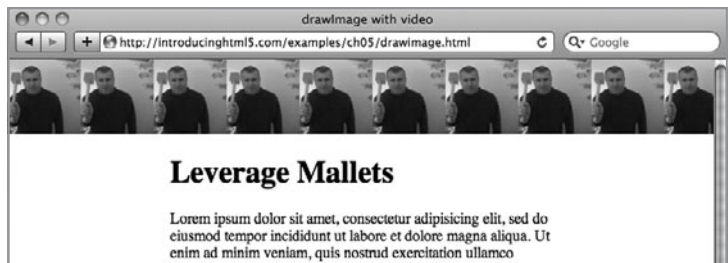 drawImage with video
http://introducinghtml5.com/examples/ch05/drawimage.html
Google
Leverage Mallets
Lorem ipsum dolor sit amet, consectetur adipisicing elit, sed do
eiusmod tempor incididunt ut labore et dolore magna aliqua. Ut
enim ad minim veniam, quis nostrud exercitation ullamco